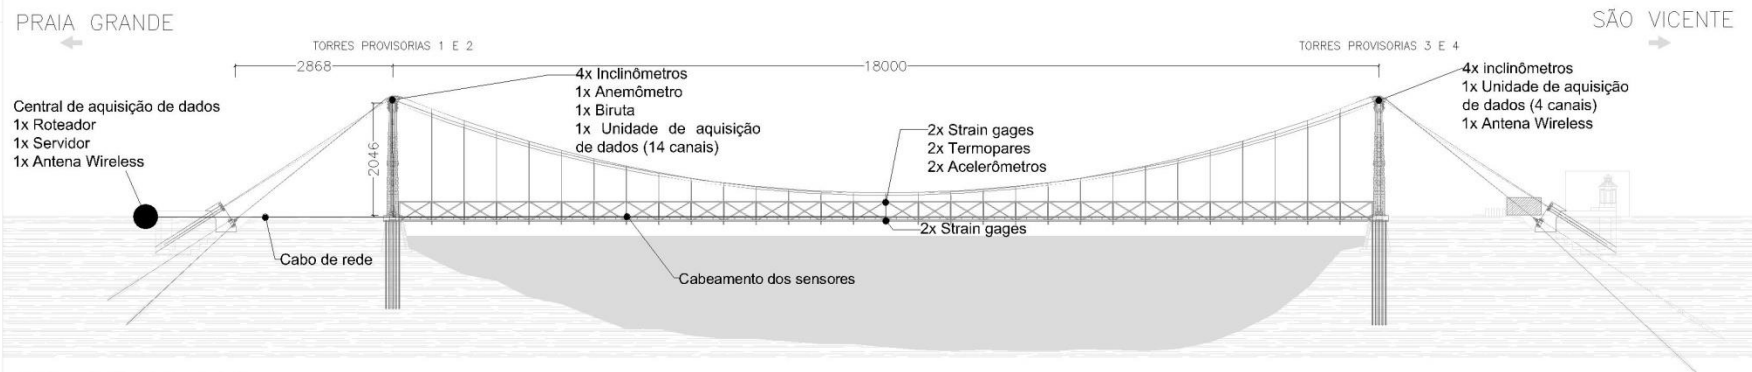 PRAIA GRANDE
SÃO VICENTE
TORRES PROVISORIAS 1 E 2
TORRES PROVISORIAS 3 E 4
2868
18000
2046
Central de aquisição de dados
1x Roteador
1x Servidor
1x Antena Wireless
4x Inclinômetros
1x Anemômetro
1x Biruta
1x Unidade de aquisição
de dados (14 canais)
2x Strain gages
2x Termopares
2x Acelerômetros
4x inclinômetros
1x Unidade de aquisição
de dados (4 canais)
1x Antena Wireless
2x Strain gages
Cabo de rede
Cabeamento dos sensores